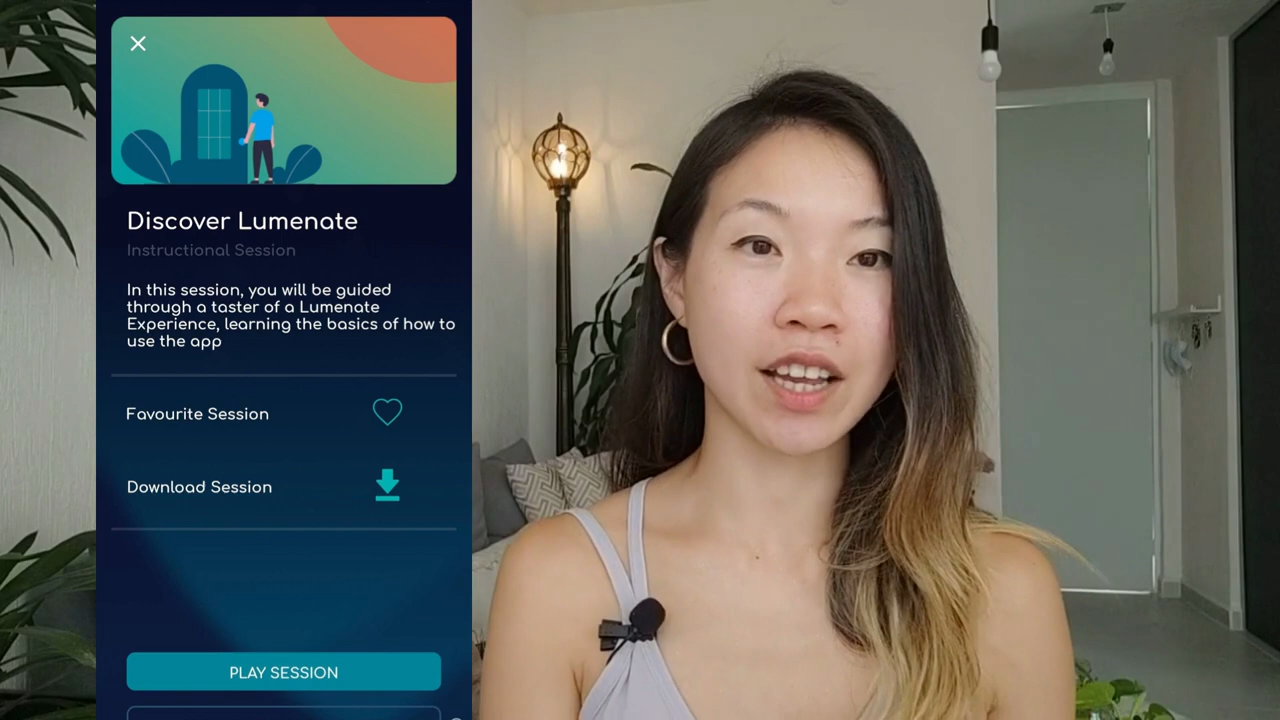 Discover Lumenate
Instructional Session
In this session, you will be guided
through a taster of a Lumenate
Experience, learning the basics of how to
use the app
Favourite Session
Download Session
PLAY SESSION